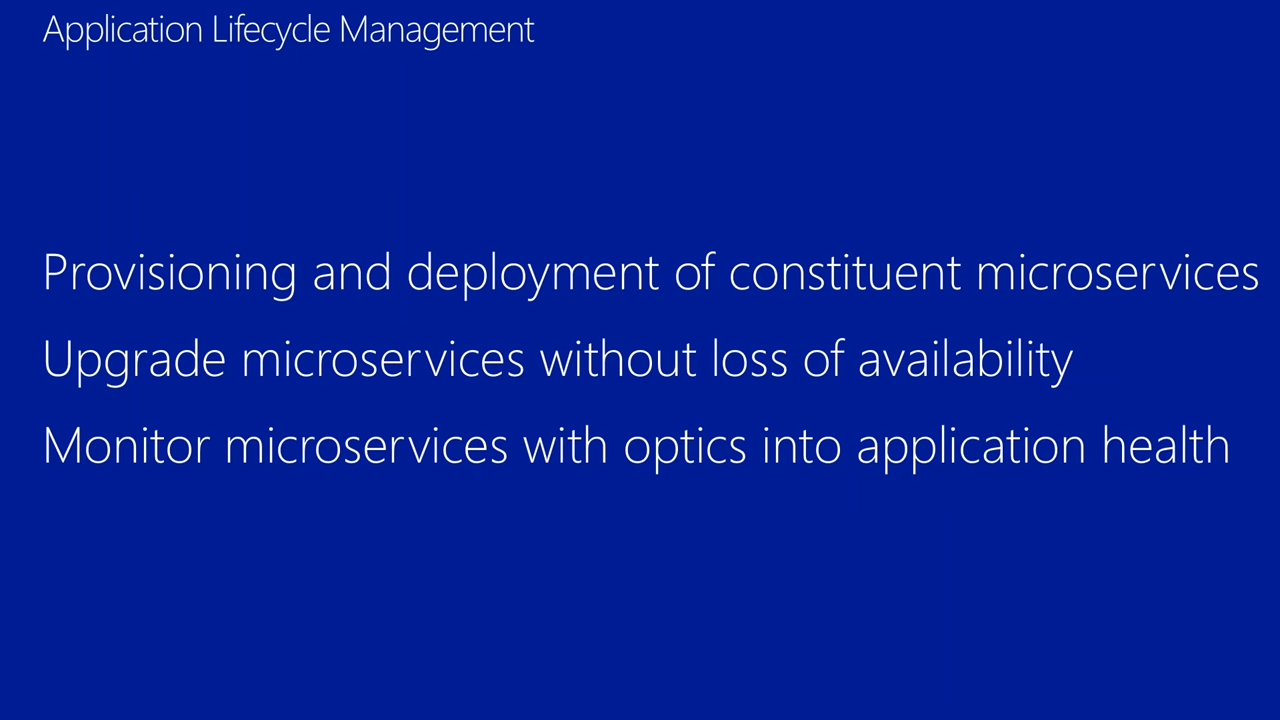 Application Lifecycle Management
Provisioning and deployment of constituent microservices
Upgrade microservices without loss of availability
Monitor microservices with optics into application health